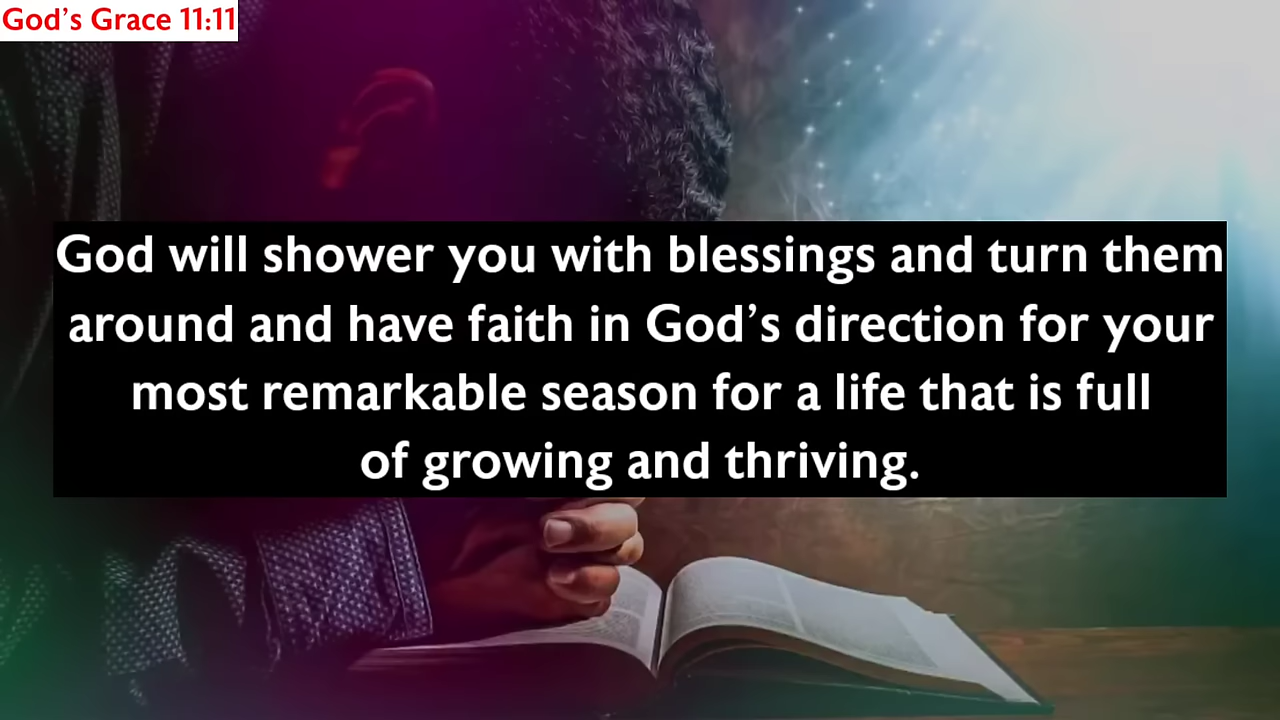 God’s Grace 11:11
God will shower you with blessings and turn them
around and have faith in God’s direction for your
most remarkable season for a life that is full
of growing and thriving.